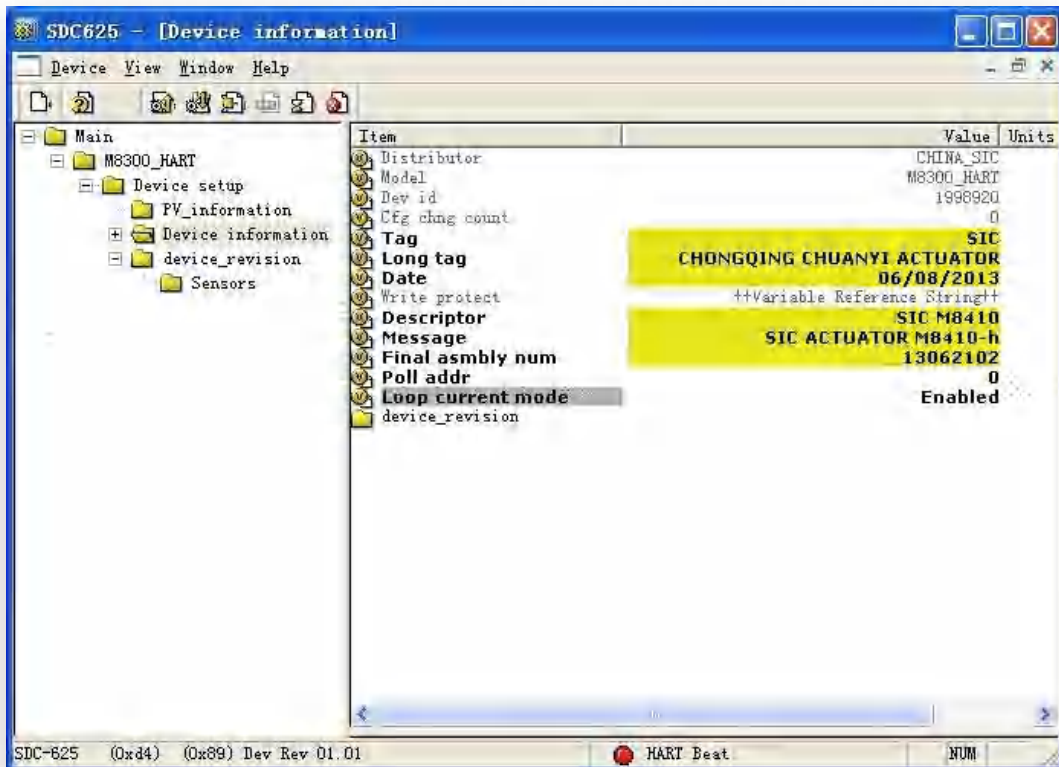 SDC625 - [Device information]
Device View Window Help
Main
M8300_HART
Device setup
PV_information
Device information
device_revision
Sensors
Item Value Units
Distributor CHINA_SIC
Model M8300_HART
Dev id 1998920
Cfg chng count 0
Tag SIC
Long tag CHONGQING CHUANYI ACTUATOR
Date 06/08/2013
Write protect ++Variable Reference String++
Descriptor SIC M8410
Message SIC ACTUATOR M8410-h
Final asmbly num 13062102
Poll addr 0
Loop current mode Enabled
device_revision
SDC-625 (0xd4) (0x89) Dev Rev 01.01 HART Beat NUM